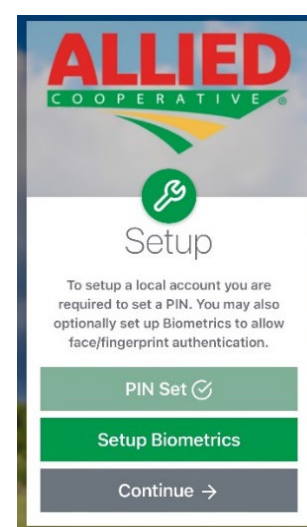 ALLIED
COOPERATIVE®
Setup
To setup a local account you are
required to set a PIN. You may also
optionally set up Biometrics to allow
face/fingerprint authentication.
PIN Set
Setup Biometrics
Continue →